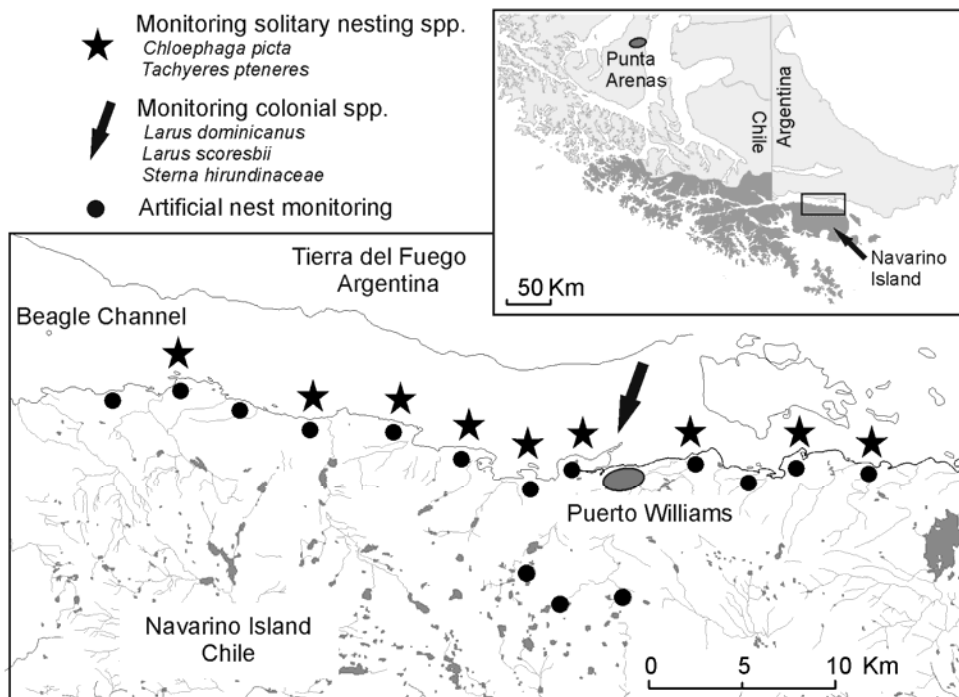 Monitoring solitary nesting spp.
Chloephaga picta
Tachyeres pteneres
Monitoring colonial spp.
Larus dominicanus
Larus scoresbii
Sterna hirundinaceae
Artificial nest monitoring
Punta
Arenas
Chile
Argentina
Navarino
Island
50 Km
Tierra del Fuego
Argentina
Beagle Channel
Puerto Williams
Navarino Island
Chile
0 5 10 Km